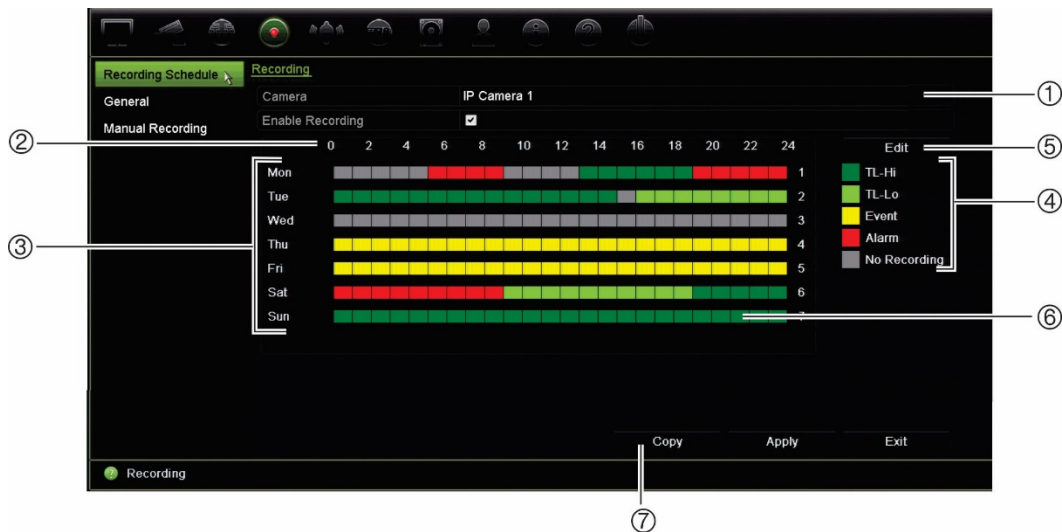 Recording Schedule
General
Manual Recording
Recording
Camera IP Camera 1
Enable Recording
0 2 4 6 8 10 12 14 16 18 20 22 24
Mon 1
Tue 2
Wed 3
Thu 4
Fri 5
Sat 6
Sun 7
Edit
TL-Hi
TL-Lo
Event
Alarm
No Recording
Copy Apply Exit
? Recording
①
②
③
④
⑤
⑥
⑦